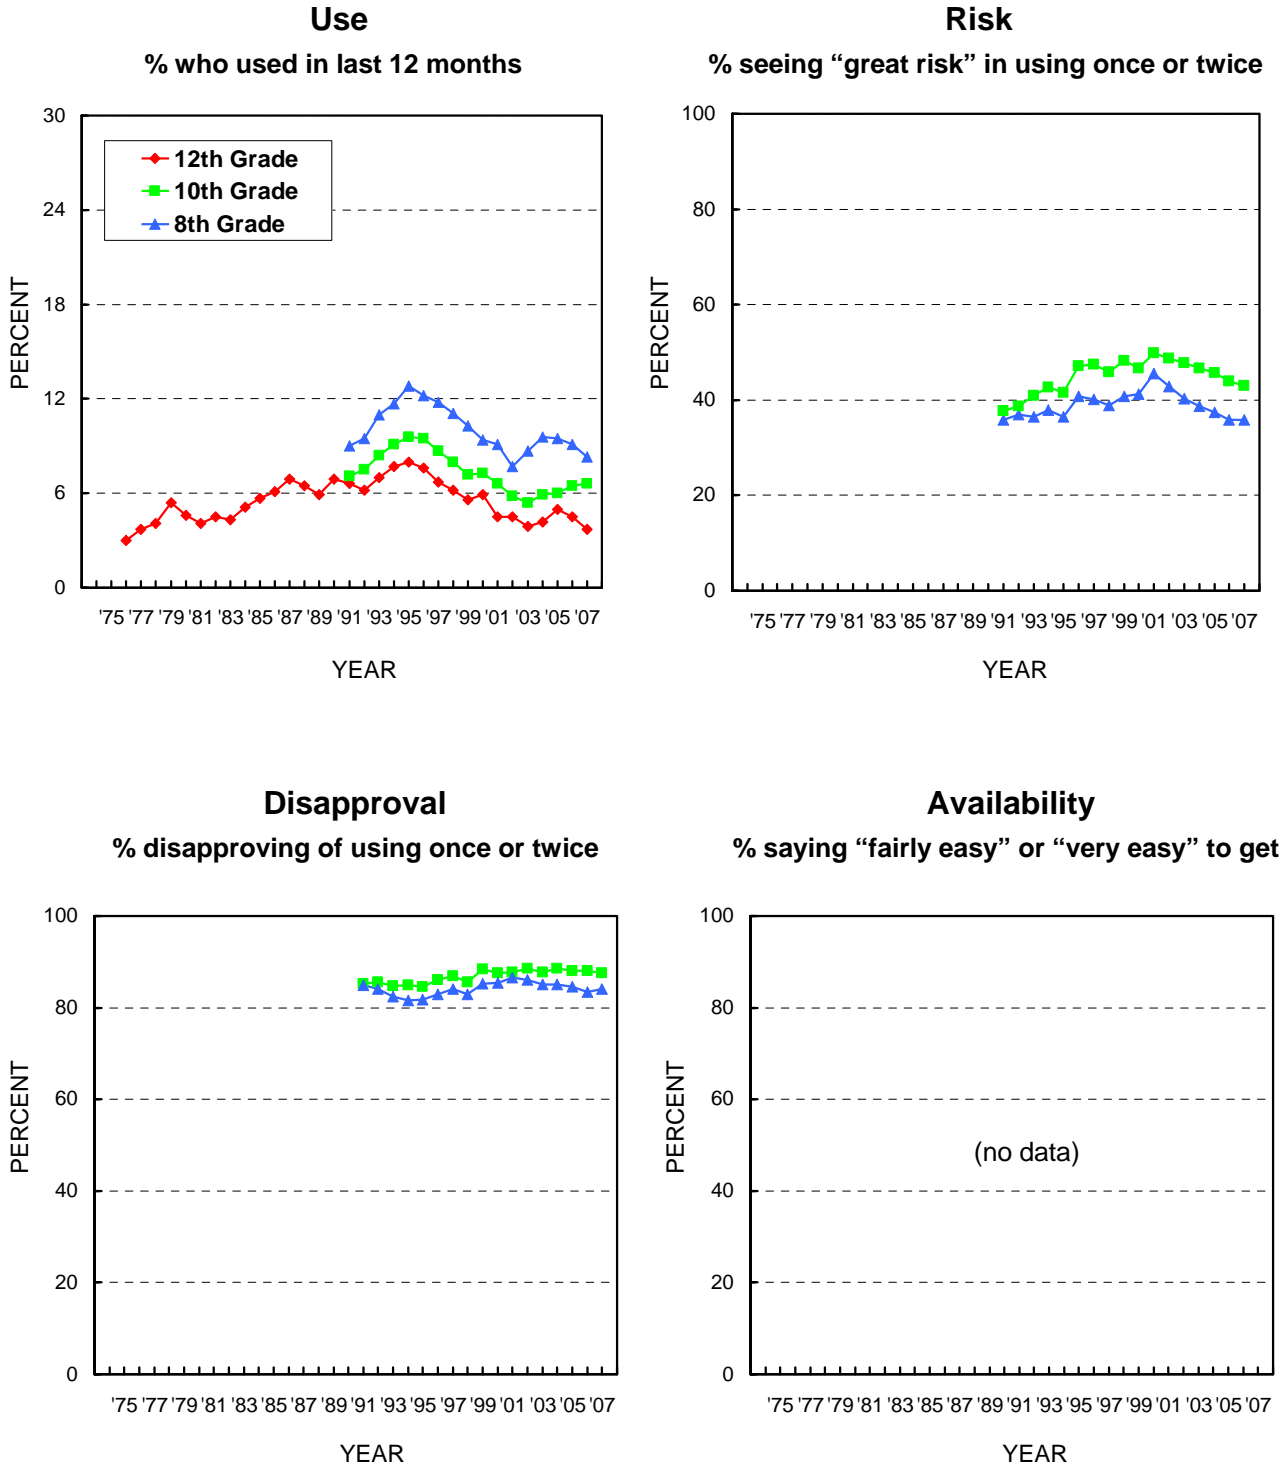 Use
% who used in last 12 months
30
24
18
12
6
0
PERCENT
12th Grade
10th Grade
8th Grade
'75 '77 '79 '81 '83 '85 '87 '89 '91 '93 '95 '97 '99 '01 '03 '05 '07
YEAR
Risk
% seeing “great risk” in using once or twice
100
80
60
40
20
0
PERCENT
'75 '77 '79 '81 '83 '85 '87 '89 '91 '93 '95 '97 '99 '01 '03 '05 '07
YEAR
Disapproval
% disapproving of using once or twice
100
80
60
40
20
0
PERCENT
'75 '77 '79 '81 '83 '85 '87 '89 '91 '93 '95 '97 '99 '01 '03 '05 '07
YEAR
Availability
% saying “fairly easy” or “very easy” to get
100
80
60
40
20
0
PERCENT
(no data)
'75 '77 '79 '81 '83 '85 '87 '89 '91 '93 '95 '97 '99 '01 '03 '05 '07
YEAR